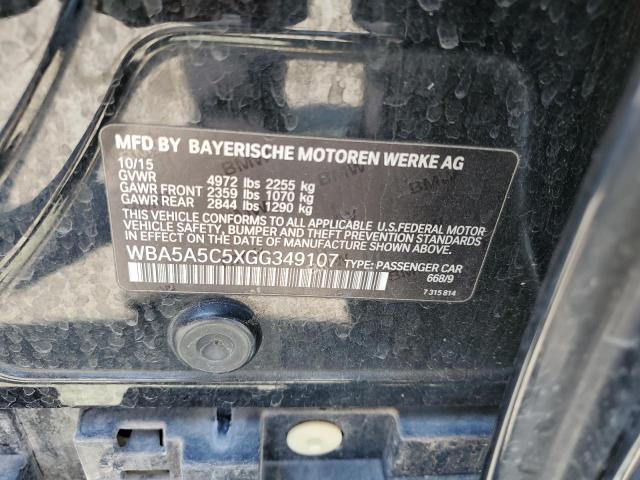 MFD BY BAYERISCHE MOTOREN WERKE AG
10/15
GVWR 4972 lbs 2255 kg
GAWR FRONT 2359 lbs 1070 kg
GAWR REAR 2844 lbs 1290 kg
THIS VEHICLE CONFORMS TO ALL APPLICABLE U.S.FEDERAL MOTOR
VEHICLE SAFETY, BUMPER AND THEFT PREVENTION STANDARDS
IN EFFECT ON THE DATE OF MANUFACTURE SHOWN ABOVE.
WBA5A5C5XGG349107 TYPE: PASSENGER CAR
668/9
7 315 814